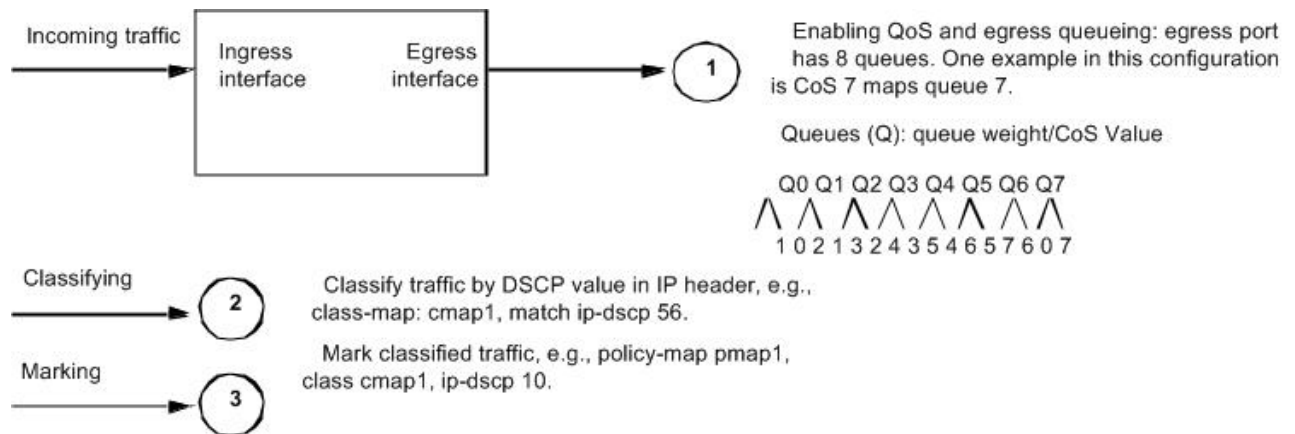 Incoming traffic
Ingress
interface
Egress
interface
1
Enabling QoS and egress queueing: egress port
has 8 queues. One example in this configuration
is CoS 7 maps queue 7.
Queues (Q): queue weight/CoS Value
Q0 Q1 Q2 Q3 Q4 Q5 Q6 Q7
1 0 2 1 3 2 4 3 5 4 6 5 7 6 0 7
Classifying
2
Classify traffic by DSCP value in IP header, e.g.,
class-map: cmap1, match ip-dscp 56.
Marking
3
Mark classified traffic, e.g., policy-map pmap1,
class cmap1, ip-dscp 10.